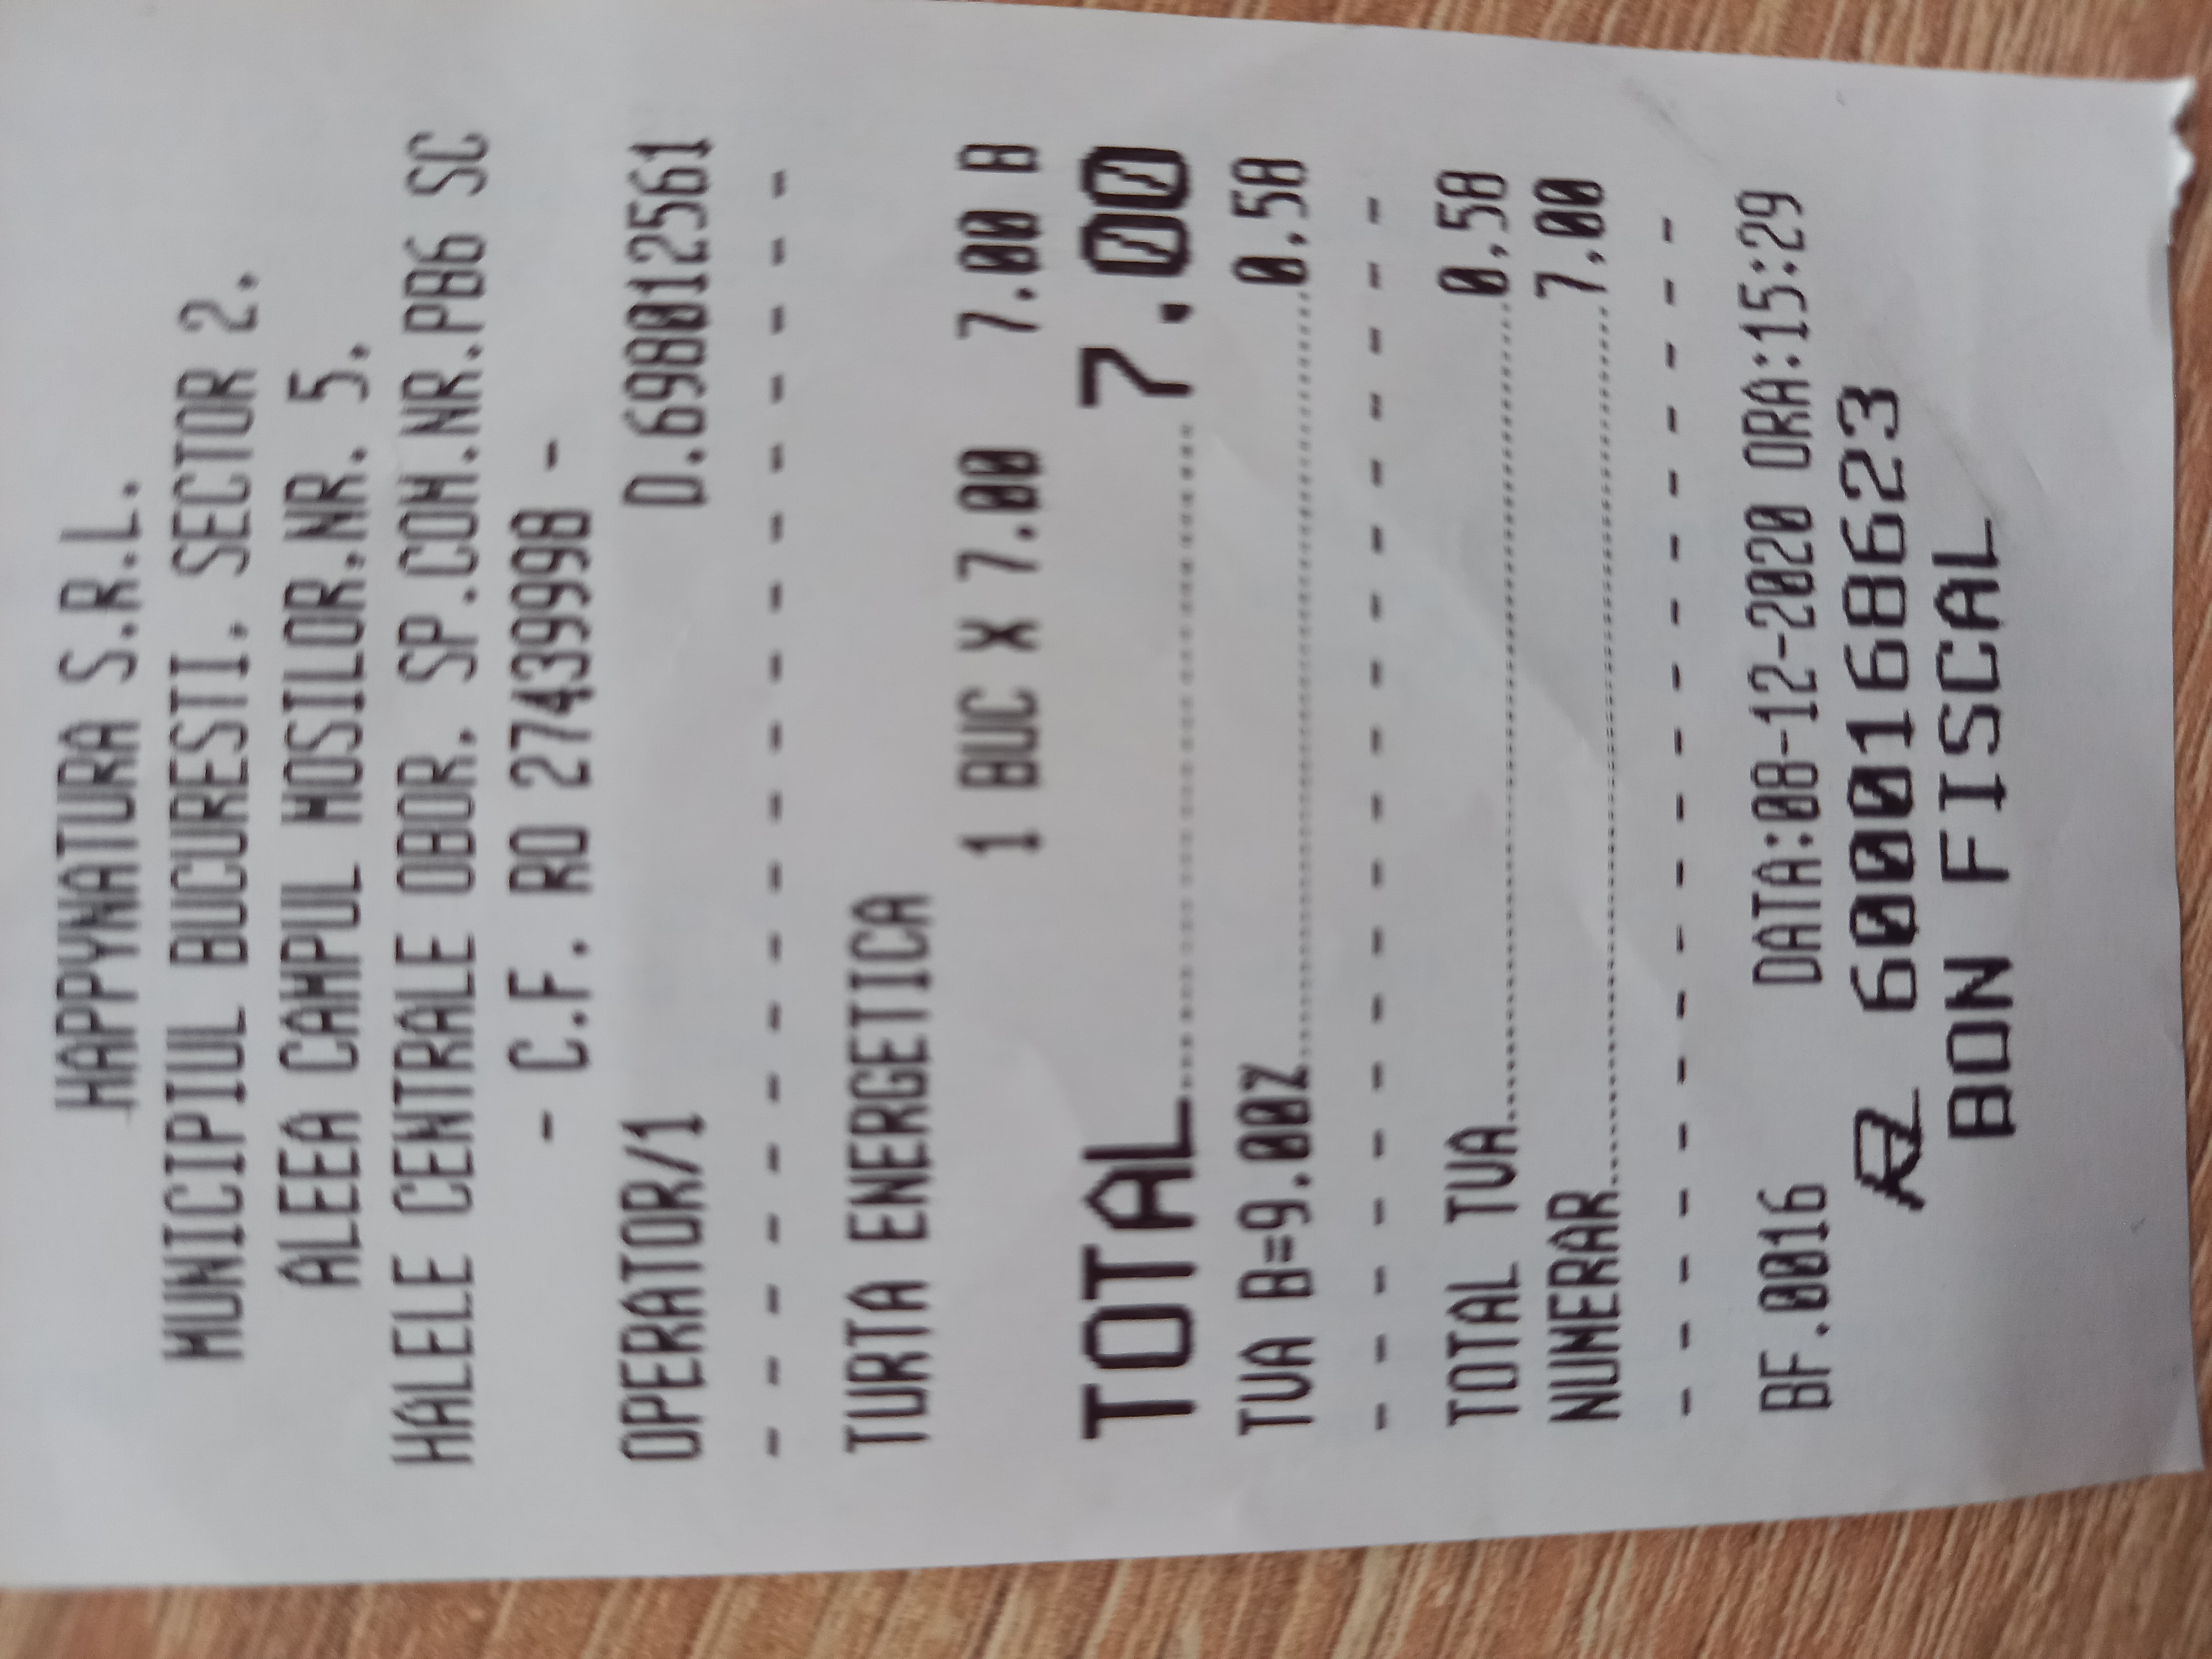 HAPPYNATURA S.R.L.
MUNICIPIUL BUCURESTI, SECTOR 2,
ALEEA CAMPUL MOSILOR,NR. 5,
HALELE CENTRALE OBOR, SP.COM.NR.PB6 SC
- C.F. RO 27439998 -
OPERATOR/1 D.698012561
TURTA ENERGETICA
1 BUC X 7.00 7.00 B
TOTAL 7.00
TVA B=9.00% 0.58
TOTAL TVA 0.58
NUMERAR 7.00
BF.0016 DATA:08-12-2020 ORA:15:29
6000168623
BON FISCAL